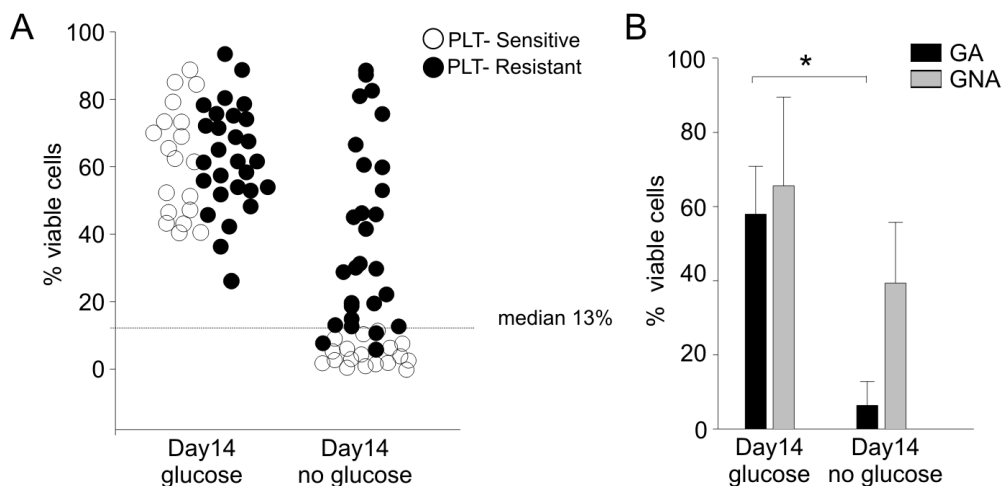 A
% viable cells
100
80
60
40
20
0
PLT- Sensitive
PLT- Resistant
median 13%
Day14
glucose
Day14
no glucose
B
% viable cells
100
80
60
40
20
0
*
GA
GNA
Day14
glucose
Day14
no glucose